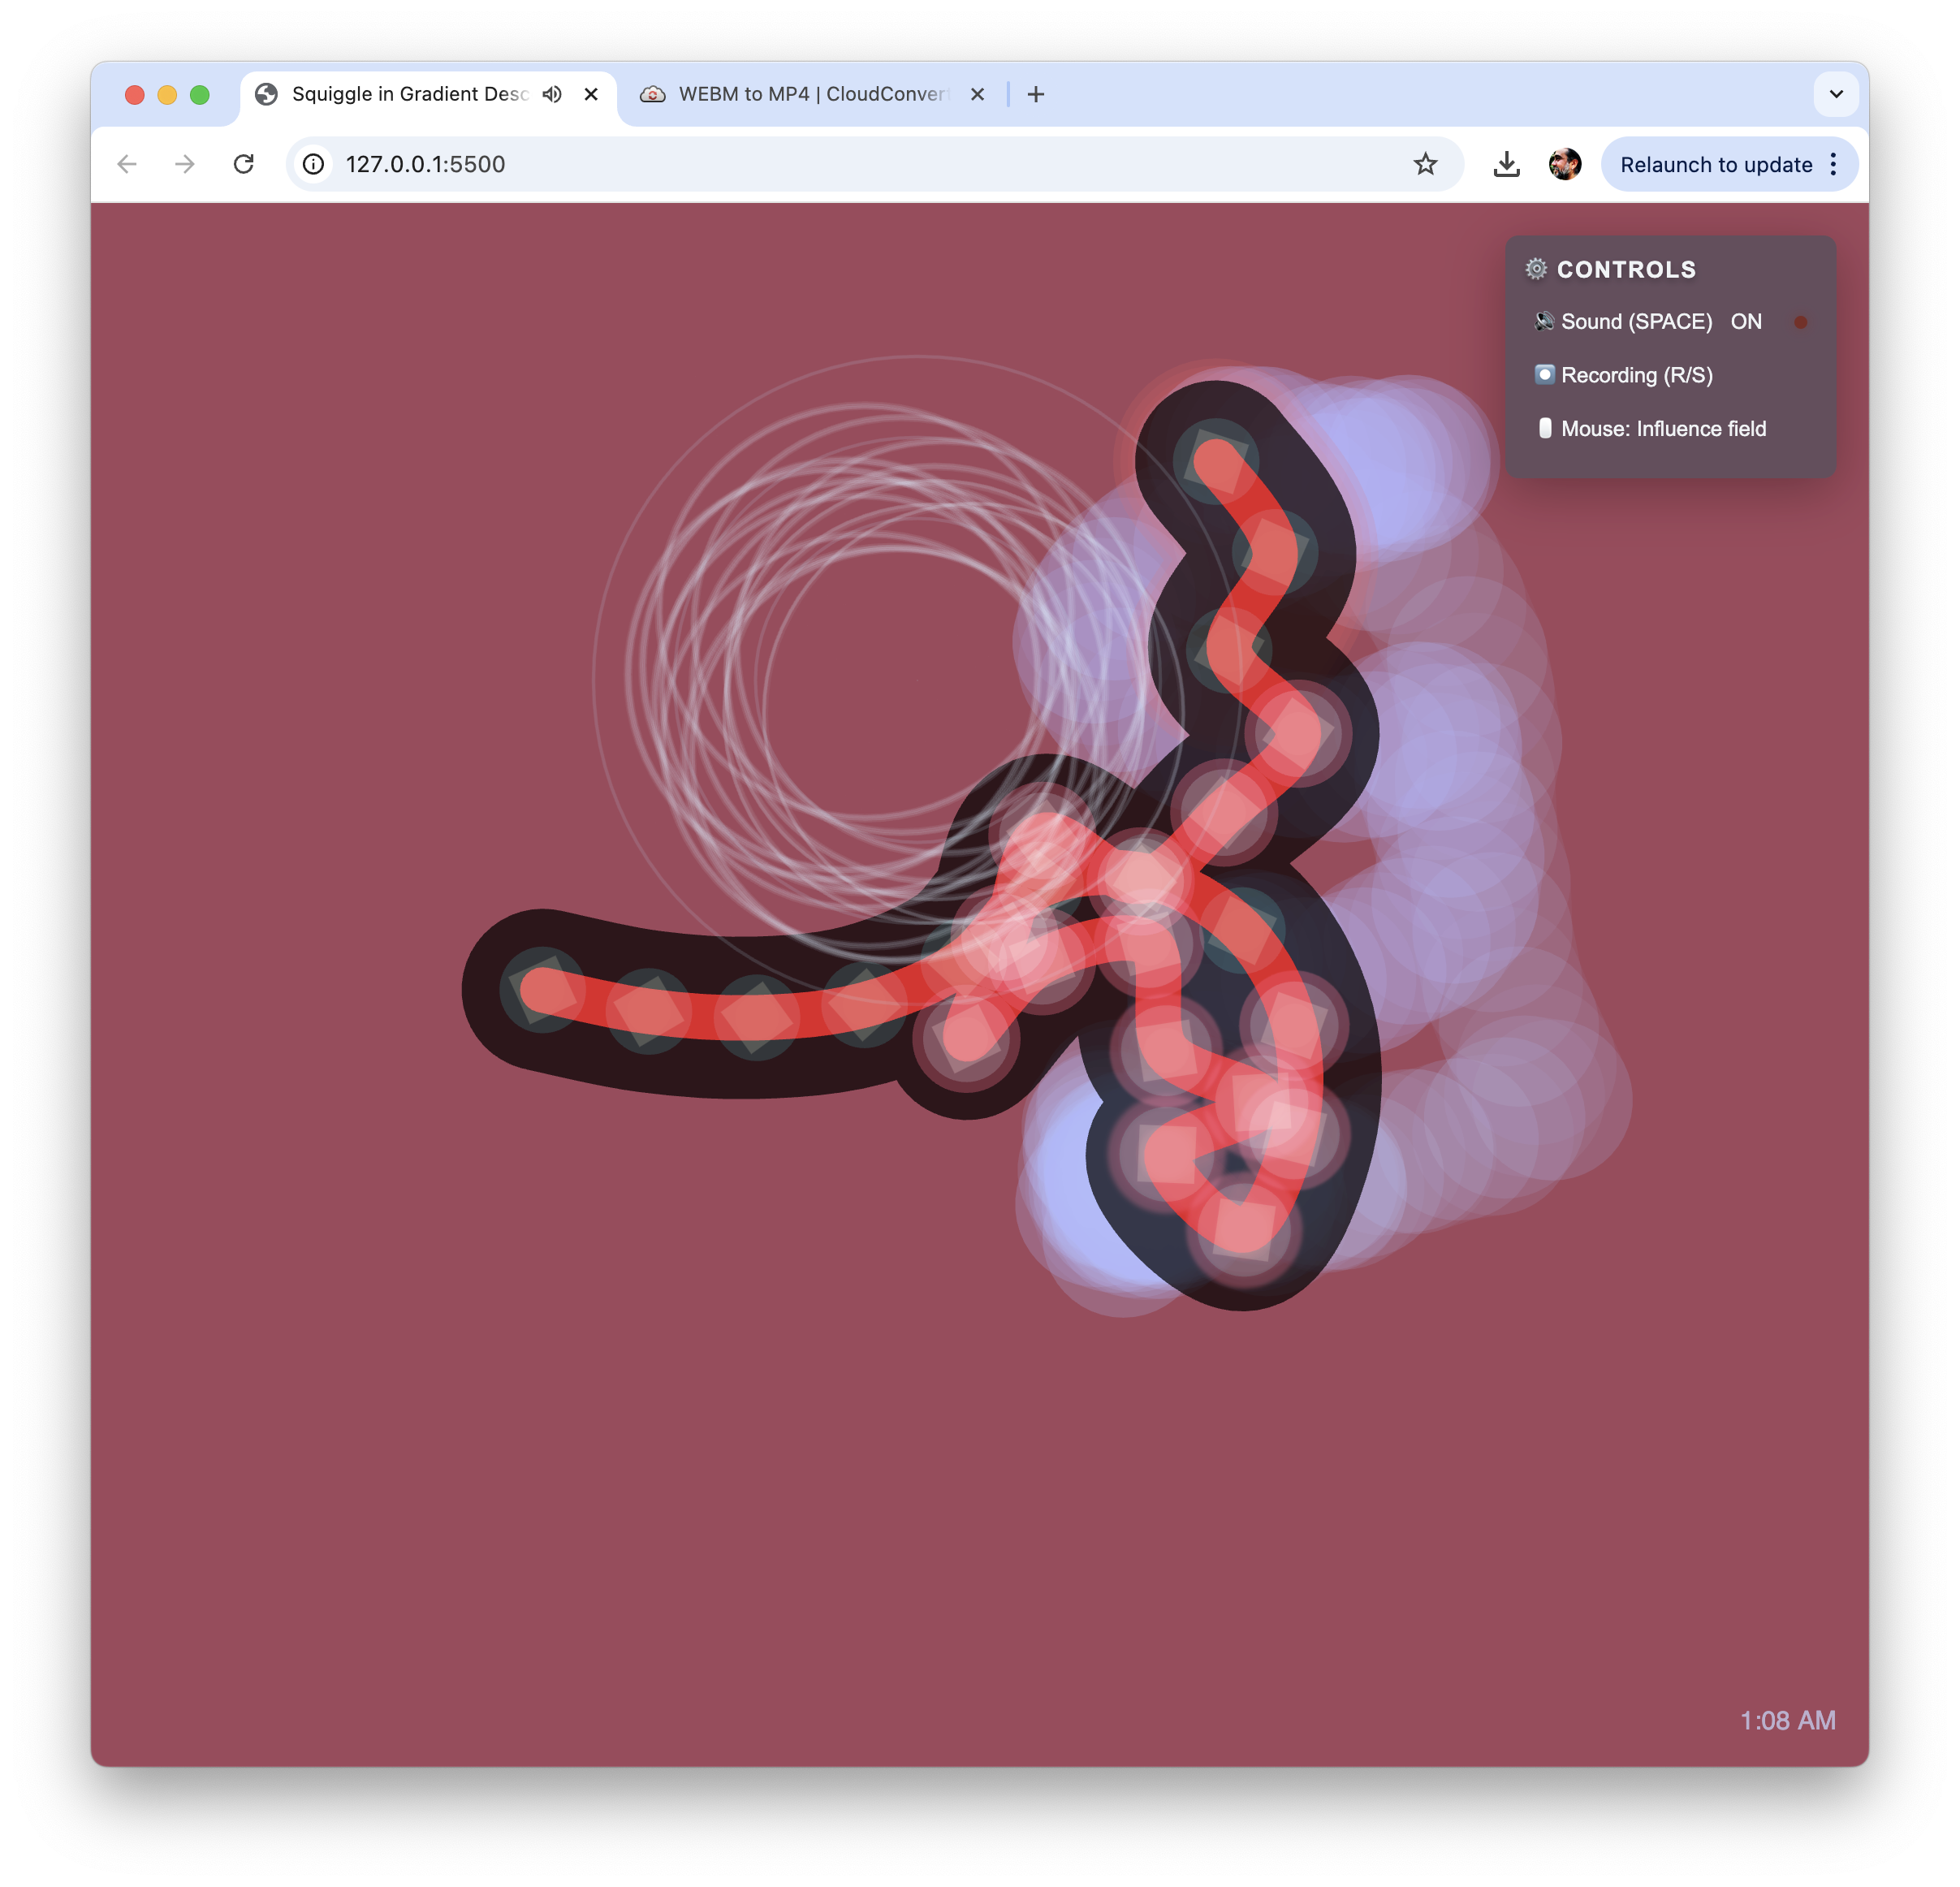 Squiggle in Gradient Desc
WEBM to MP4 | CloudConver
127.0.0.1:5500
Relaunch to update
CONTROLS
Sound (SPACE) ON
Recording (R/S)
Mouse: Influence field
1:08 AM